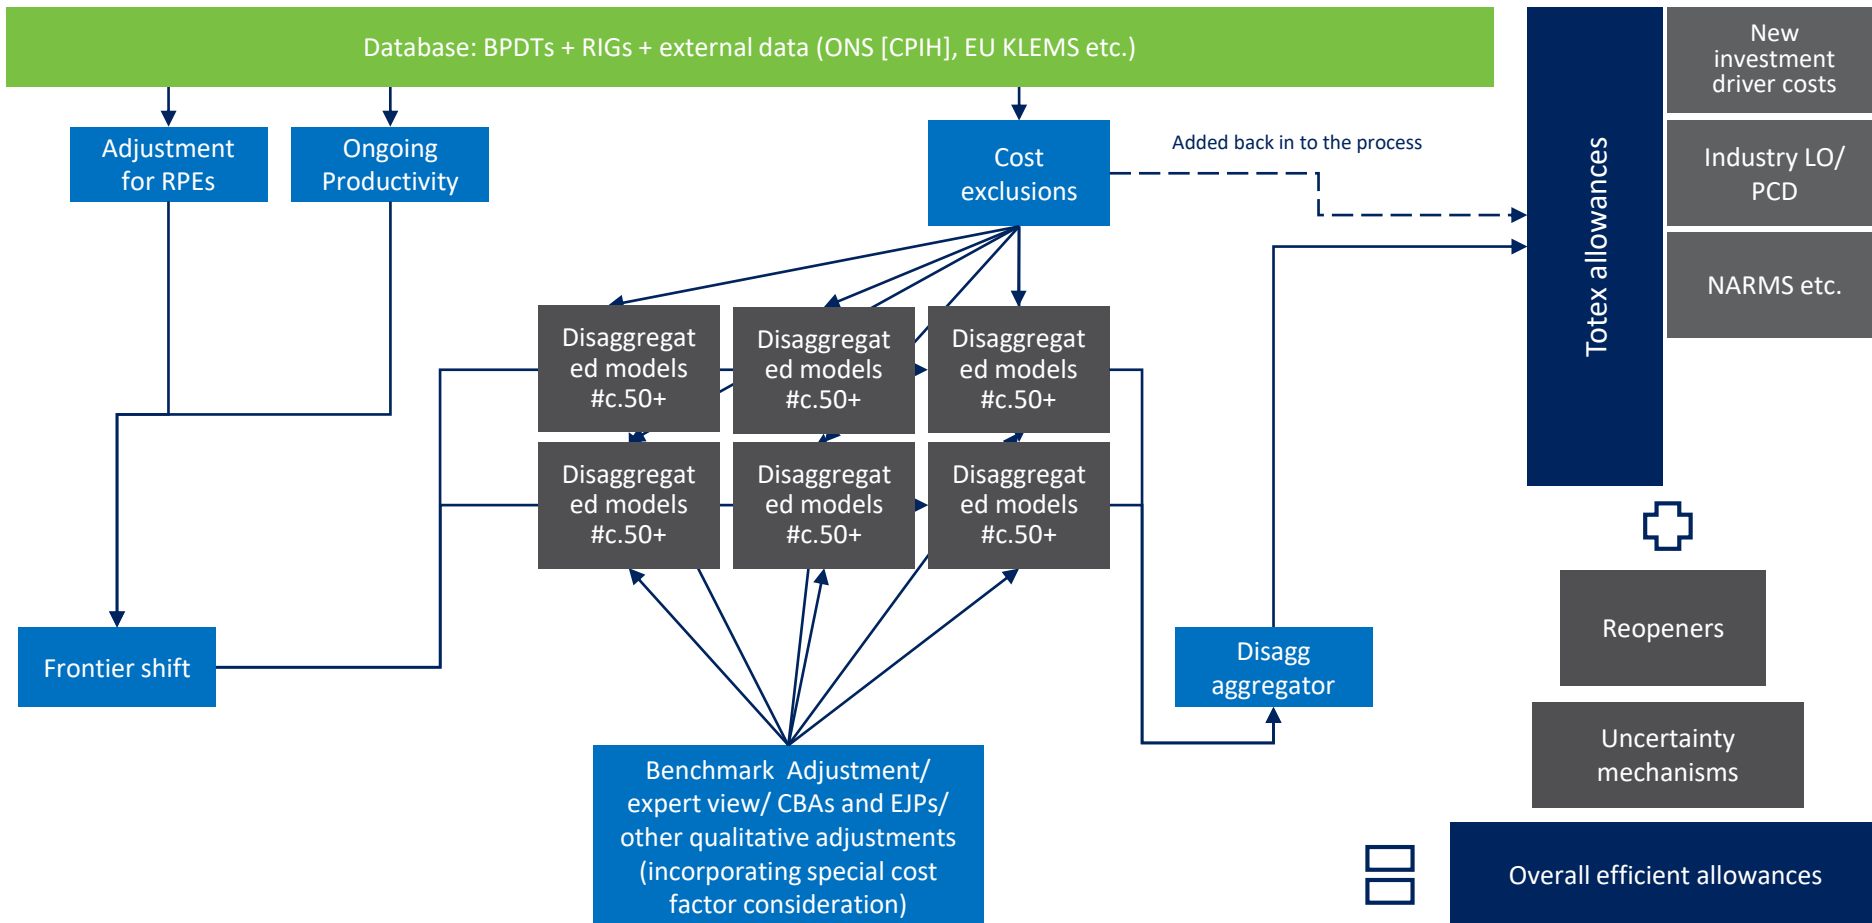 Database: BPDTs + RIGs + external data (ONS [CPIH], EU KLEMS etc.)
Adjustment
for RPEs
Ongoing
Productivity
Cost
exclusions
Added back in to the process
Totex allowances
New
investment
driver costs
Industry LO/
PCD
NARMS etc.
Disaggregat
ed models
#c.50+
Disaggregat
ed models
#c.50+
Disaggregat
ed models
#c.50+
Disaggregat
ed models
#c.50+
Disaggregat
ed models
#c.50+
Disaggregat
ed models
#c.50+
Frontier shift
Disagg
aggregator
Reopeners
Uncertainty
mechanisms
Benchmark Adjustment/
expert view/ CBAs and EJPs/
other qualitative adjustments
(incorporating special cost
factor consideration)
Overall efficient allowances